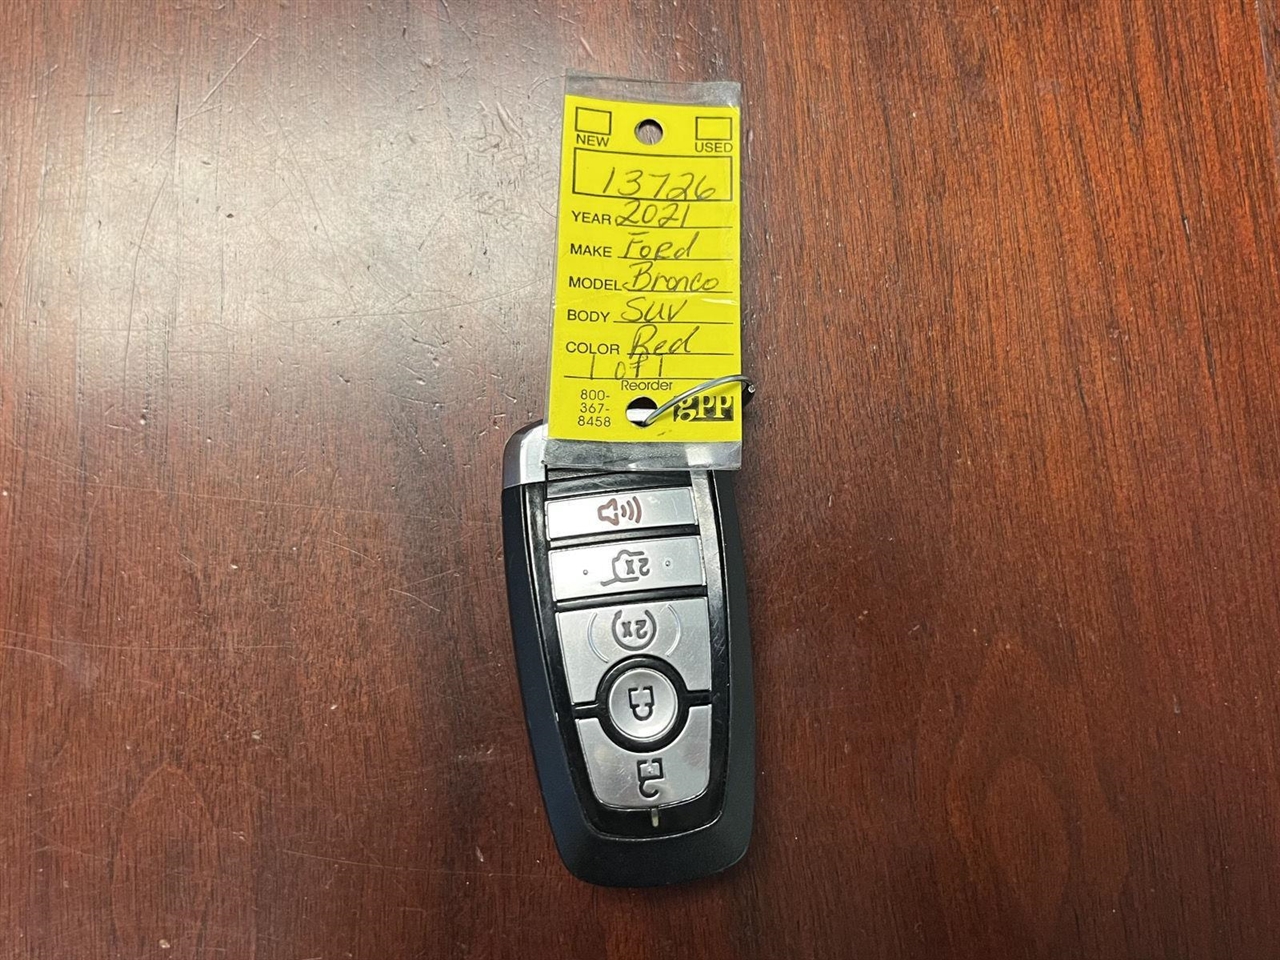 NEW USED
13726
YEAR 2021
MAKE Ford
MODEL Bronco
BODY SUV
COLOR Red
1 of 1
Reorder
800-
367-
8458
gpp
2x
2x